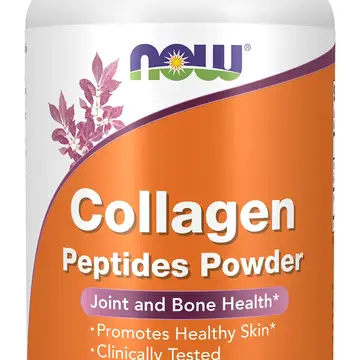 now®
Collagen
Peptides Powder
Joint and Bone Health*
•Promotes Healthy Skin*
•Clinically Tested